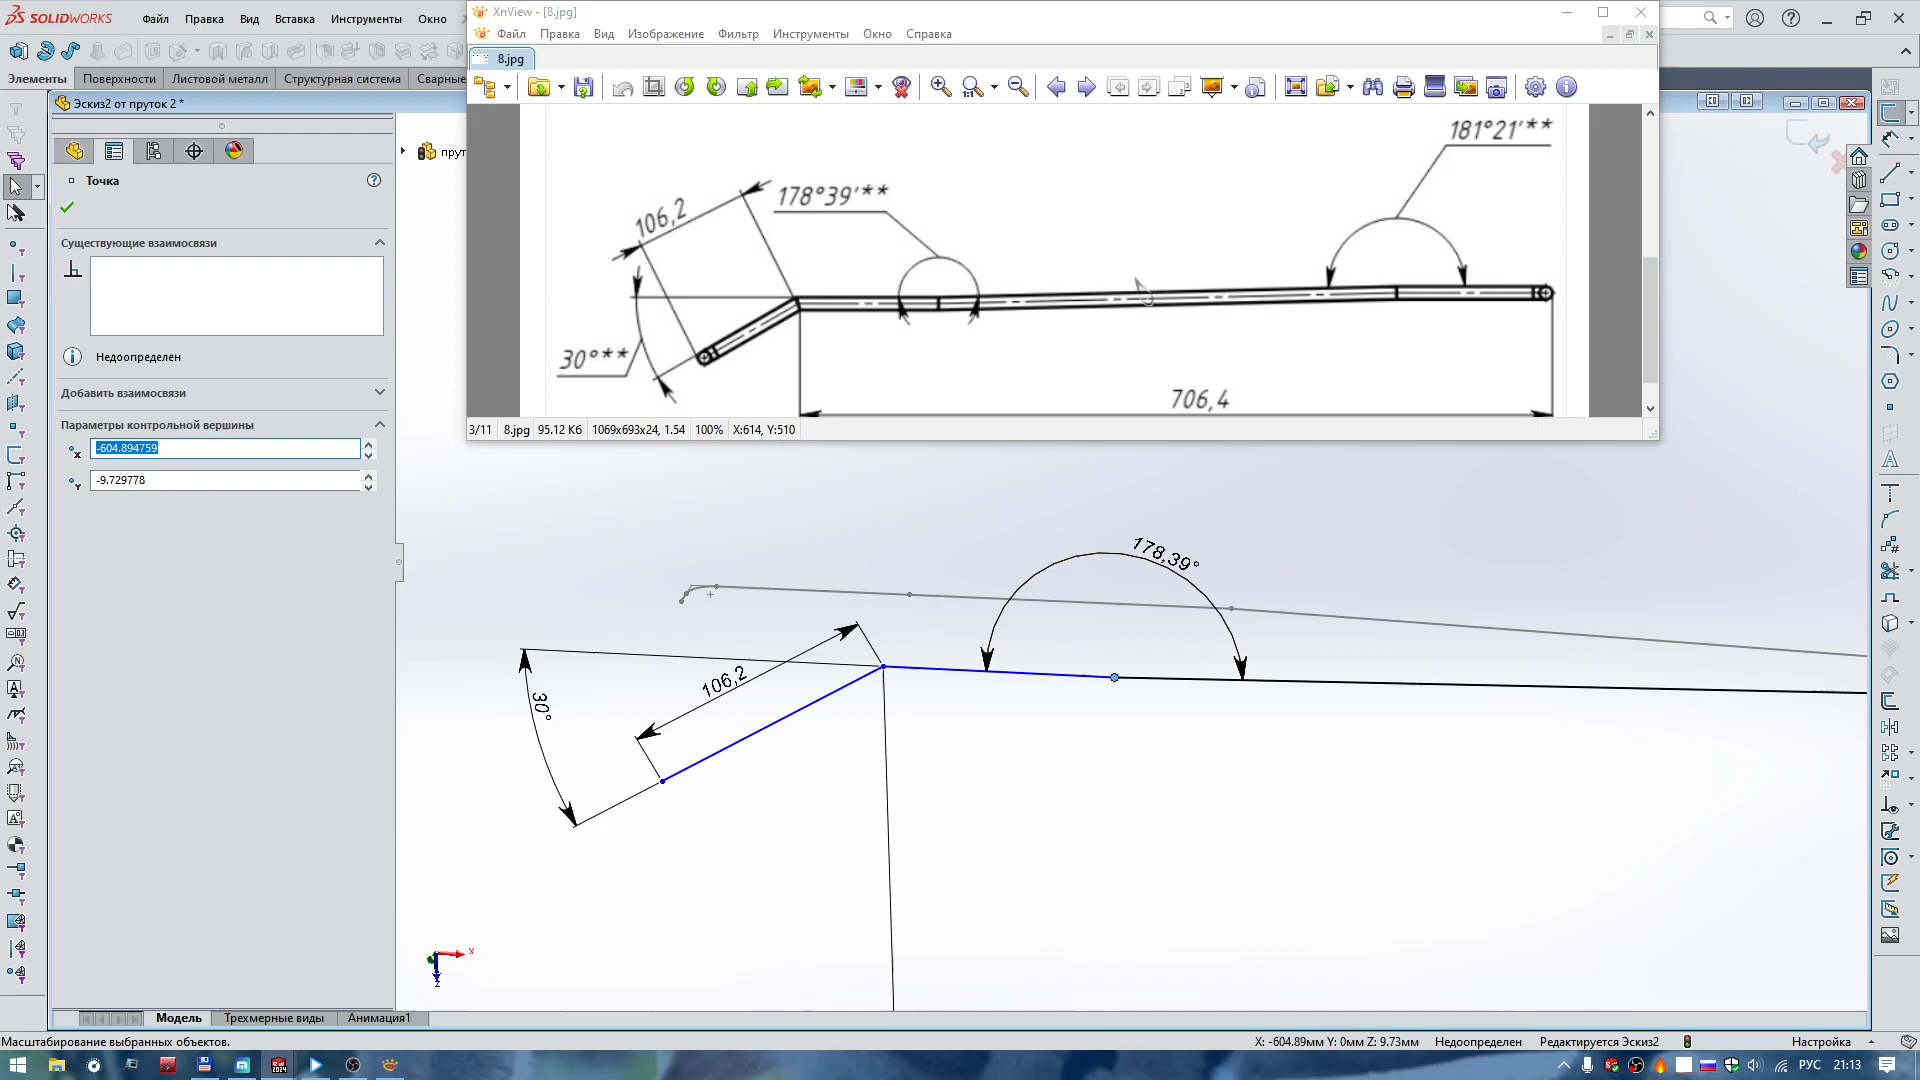 SOLIDWORKS
Файл Правка Вид Вставка Инструменты Окно
XnView - [8.jpg]
Файл Правка Вид Изображение Фильтр Инструменты Окно Справка
8.jpg
Элементы Поверхности Листовой металл Структурная система Сварные
Эскиз2 от пруток 2 *
прут
Точка
Существующие взаимосвязи
Недоопределен
Добавить взаимосвязи
Параметры контрольной вершины
-604.894759
-9.729778
181°21'**
178°39'**
106,2
30°**
706,4
3/11 8.jpg 95.12 Кб 1069x693x24, 1.54 100% X:614, Y:510
178,39°
106,2
30°
x
z
Модель Трехмерные виды Анимация1
Масштабирование выбранных объектов.
X: -604.89мм Y: 0мм Z: 9.73мм Недоопределен Редактируется Эскиз2 Настройка
РУС 21:13